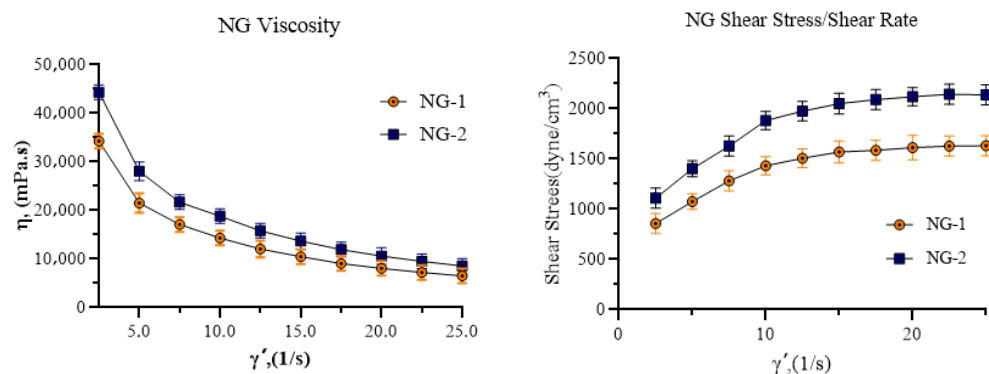 NG Viscosity
50,000
40,000
30,000
20,000
10,000
0
5.0
10.0
15.0
20.0
25.0
η, (mPa.s)
γ′,(1/s)
NG-1
NG-2
NG Shear Stress/Shear Rate
2500
2000
1500
1000
500
0
0
10
20
Shear Strees(dyne/cm³)
γ′,(1/s)
NG-1
NG-2